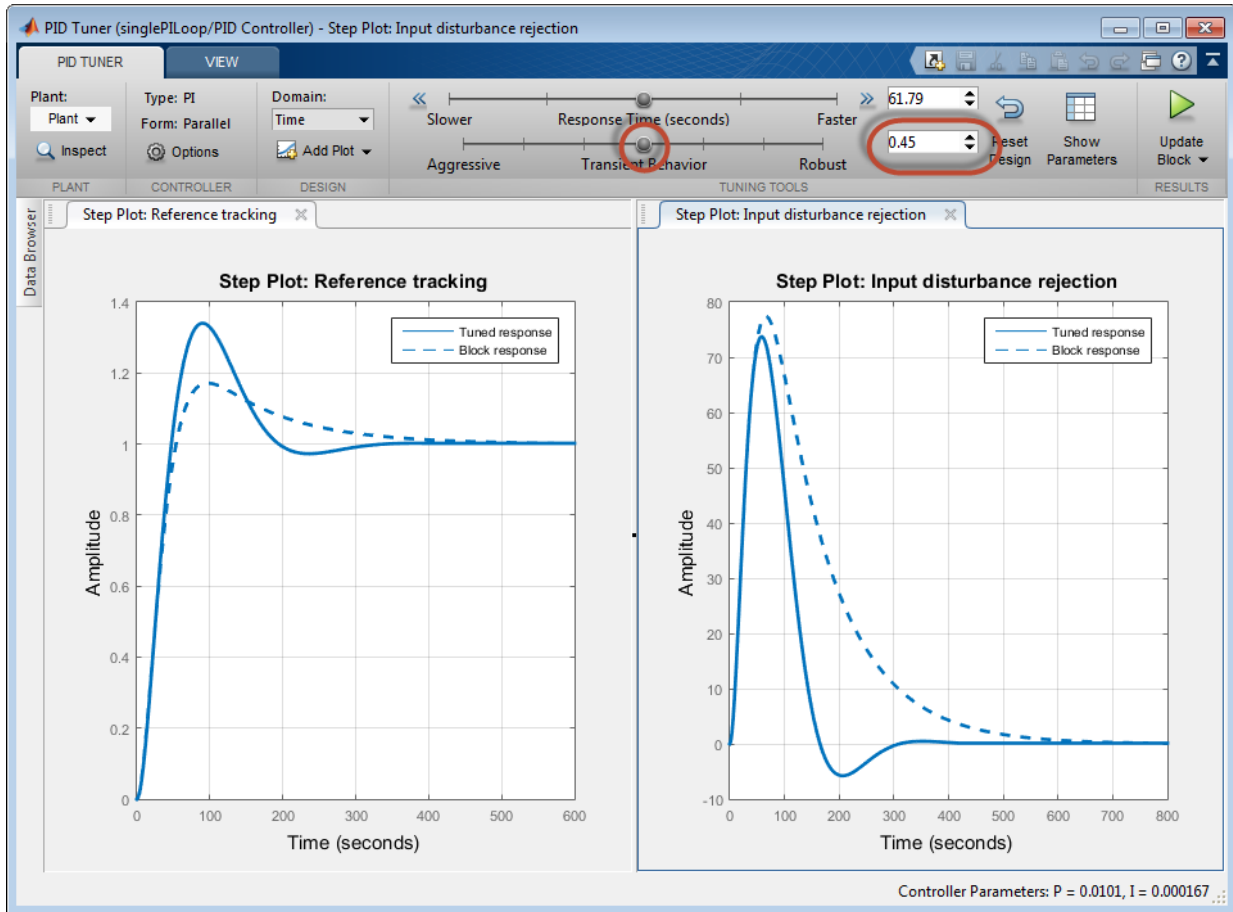 PID Tuner (singlePILoop/PID Controller) - Step Plot: Input disturbance rejection
PID TUNER
VIEW
Plant:
Plant
Inspect
PLANT
Type: PI
Form: Parallel
Options
CONTROLLER
Domain:
Time
Add Plot
DESIGN
Slower
Response Time (seconds)
Faster
61.79
Aggressive
Transient Behavior
Robust
0.45
TUNING TOOLS
Reset
Design
Show
Parameters
Update
Block
RESULTS
Data Browser
Step Plot: Reference tracking
Step Plot: Reference tracking
Tuned response
Block response
Amplitude
1.4
1.2
1
0.8
0.6
0.4
0.2
0
0 100 200 300 400 500 600
Time (seconds)
Step Plot: Input disturbance rejection
Step Plot: Input disturbance rejection
Tuned response
Block response
Amplitude
80
70
60
50
40
30
20
10
0
-10
0 100 200 300 400 500 600 700 800
Time (seconds)
Controller Parameters: P = 0.0101, I = 0.000167